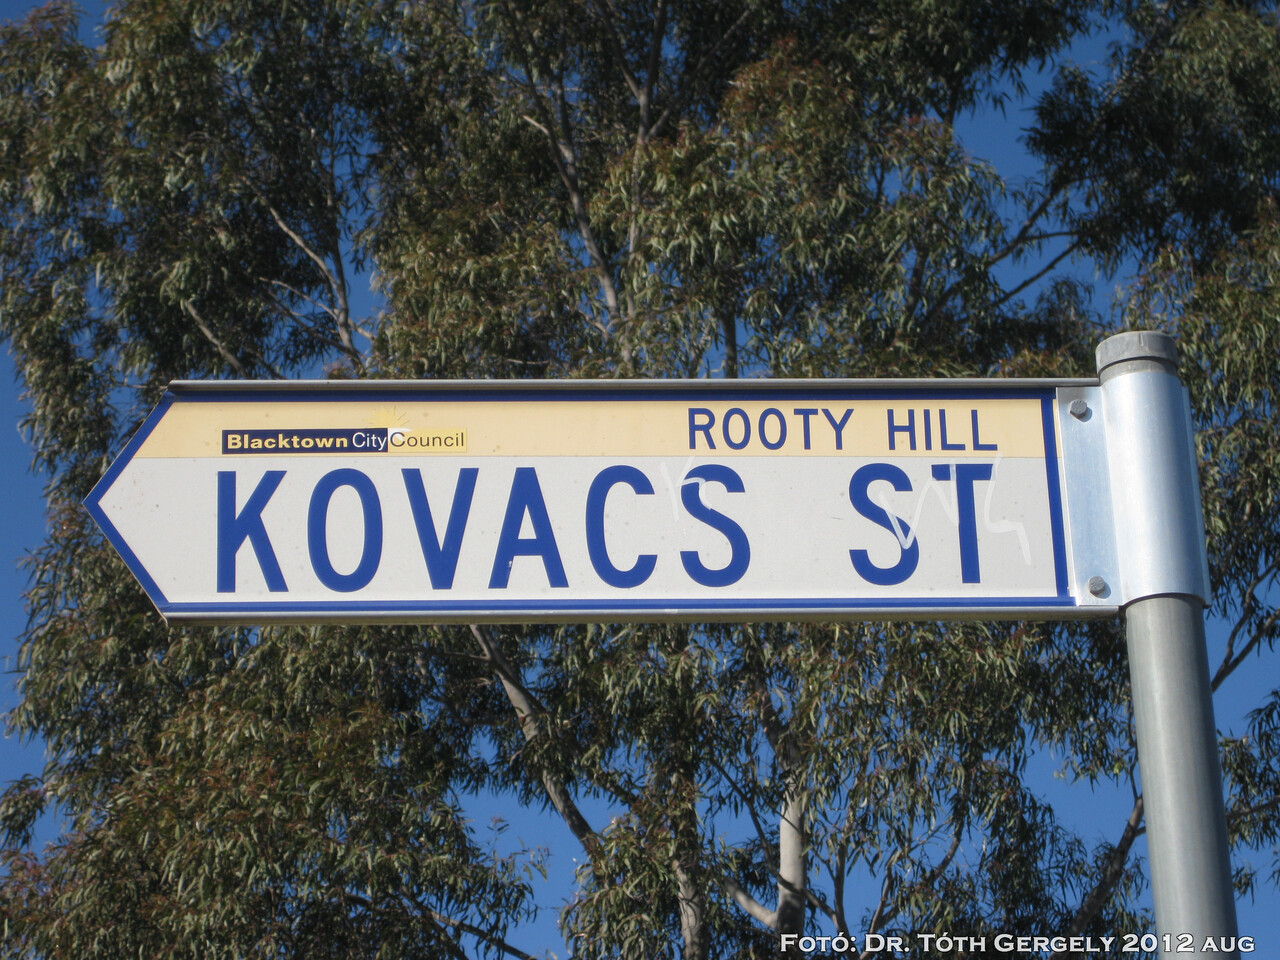 ROOTY HILL
Blacktown City Council
KOVACS ST
Fotó: Dr. Tóth Gergely 2012 aug